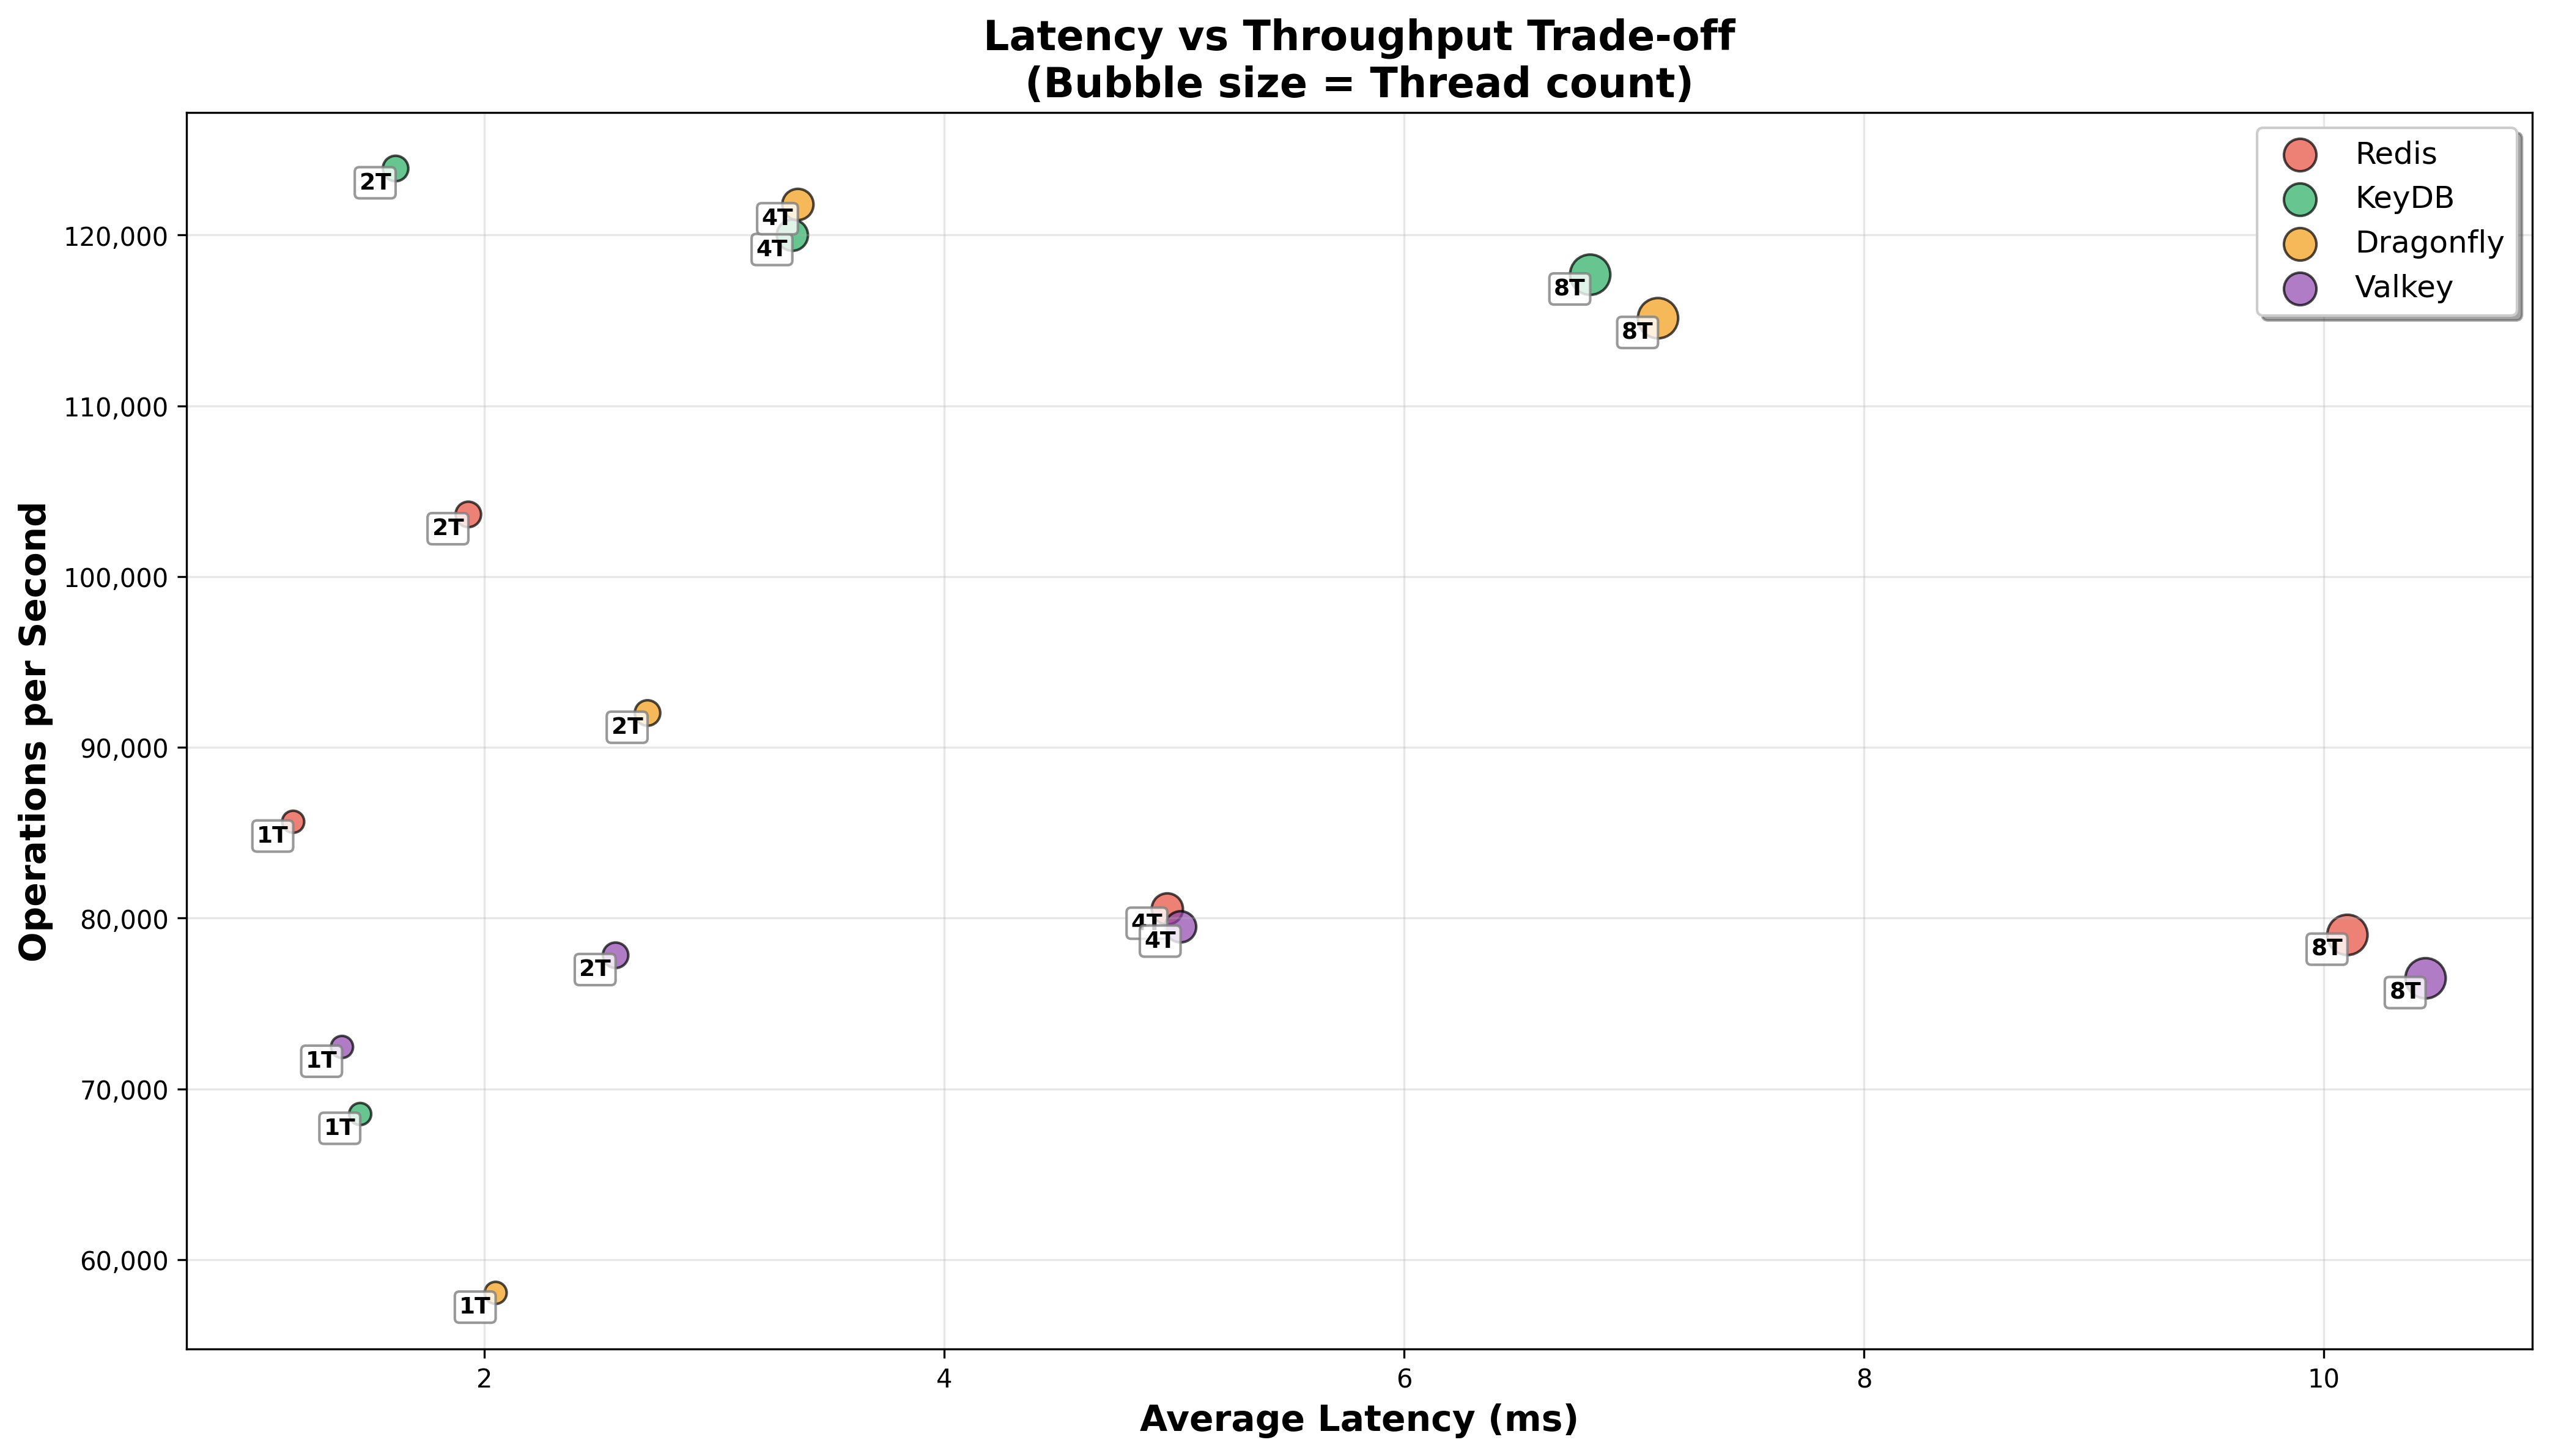 Latency vs Throughput Trade-off
(Bubble size = Thread count)
Redis
KeyDB
Dragonfly
Valkey
Operations per Second
120,000
110,000
100,000
90,000
80,000
70,000
60,000
2T
4T
4T
8T
8T
2T
2T
1T
4T
4T
8T
2T
8T
1T
1T
1T
2
4
6
8
10
Average Latency (ms)